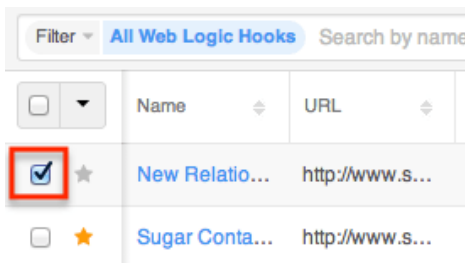 Filter All Web Logic Hooks Search by name
Name URL
New Relatio... http://www.s...
Sugar Conta... http://www.s...